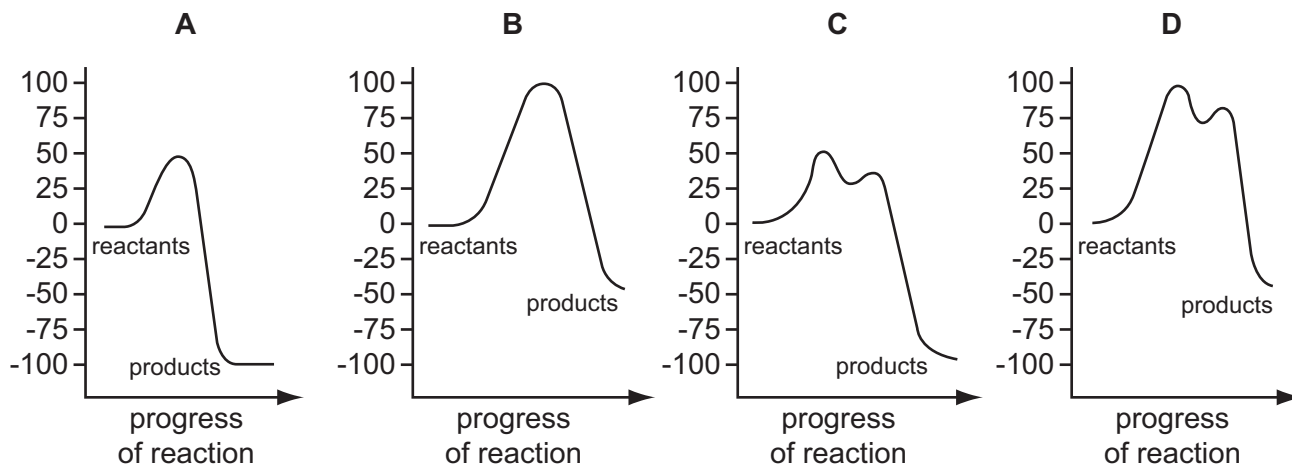 A B C D
100 100 100 100
75 75 75 75
50 50 50 50
25 25 25 25
0 0 0 0
reactants reactants reactants reactants
-25 -25 -25 -25
-50 -50 -50 -50
products products
-75 -75 -75 -75
-100 -100 -100 -100
products products
progress progress progress progress
of reaction of reaction of reaction of reaction